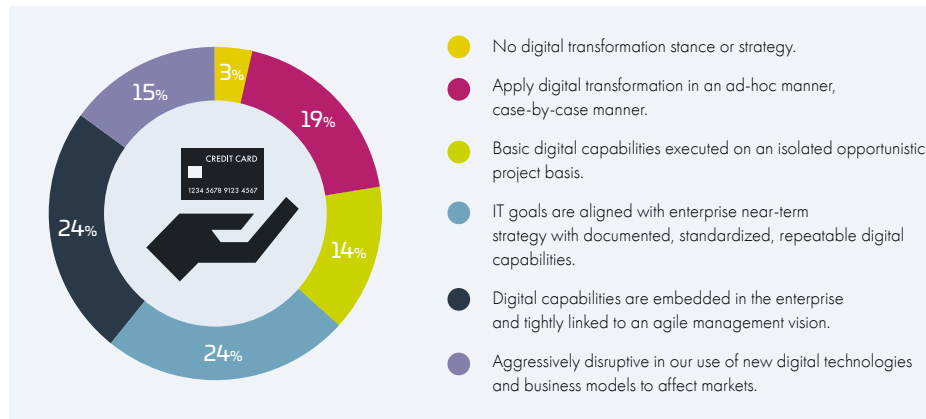 3%
19%
14%
24%
24%
15%
CREDIT CARD
1234 5678 9123 4567
No digital transformation stance or strategy.
Apply digital transformation in an ad-hoc manner,
case-by-case manner.
Basic digital capabilities executed on an isolated opportunistic
project basis.
IT goals are aligned with enterprise near-term
strategy with documented, standardized, repeatable digital
capabilities.
Digital capabilities are embedded in the enterprise
and tightly linked to an agile management vision.
Aggressively disruptive in our use of new digital technologies
and business models to affect markets.